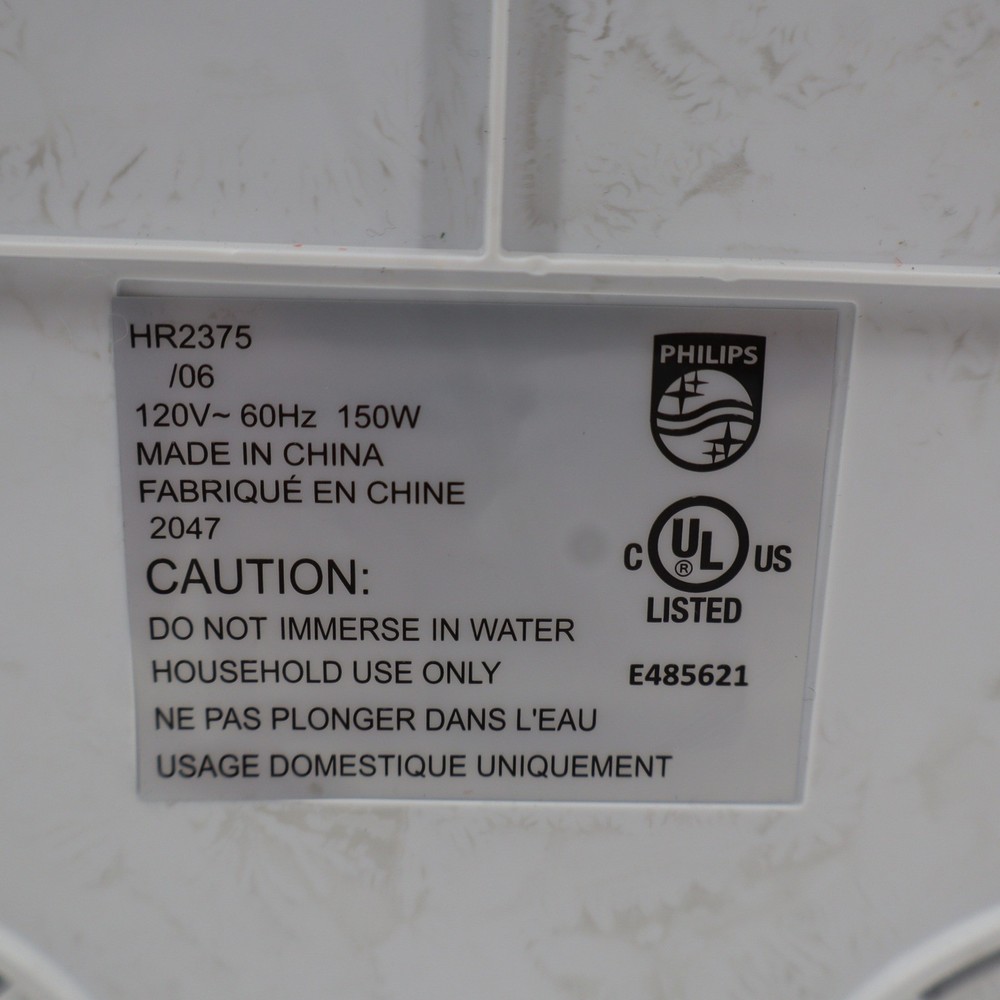 HR2375
/06
120V~ 60Hz 150W
MADE IN CHINA
FABRIQUÉ EN CHINE
2047
CAUTION:
DO NOT IMMERSE IN WATER
HOUSEHOLD USE ONLY
NE PAS PLONGER DANS L'EAU
USAGE DOMESTIQUE UNIQUEMENT
PHILIPS
C UL® US
LISTED
E485621